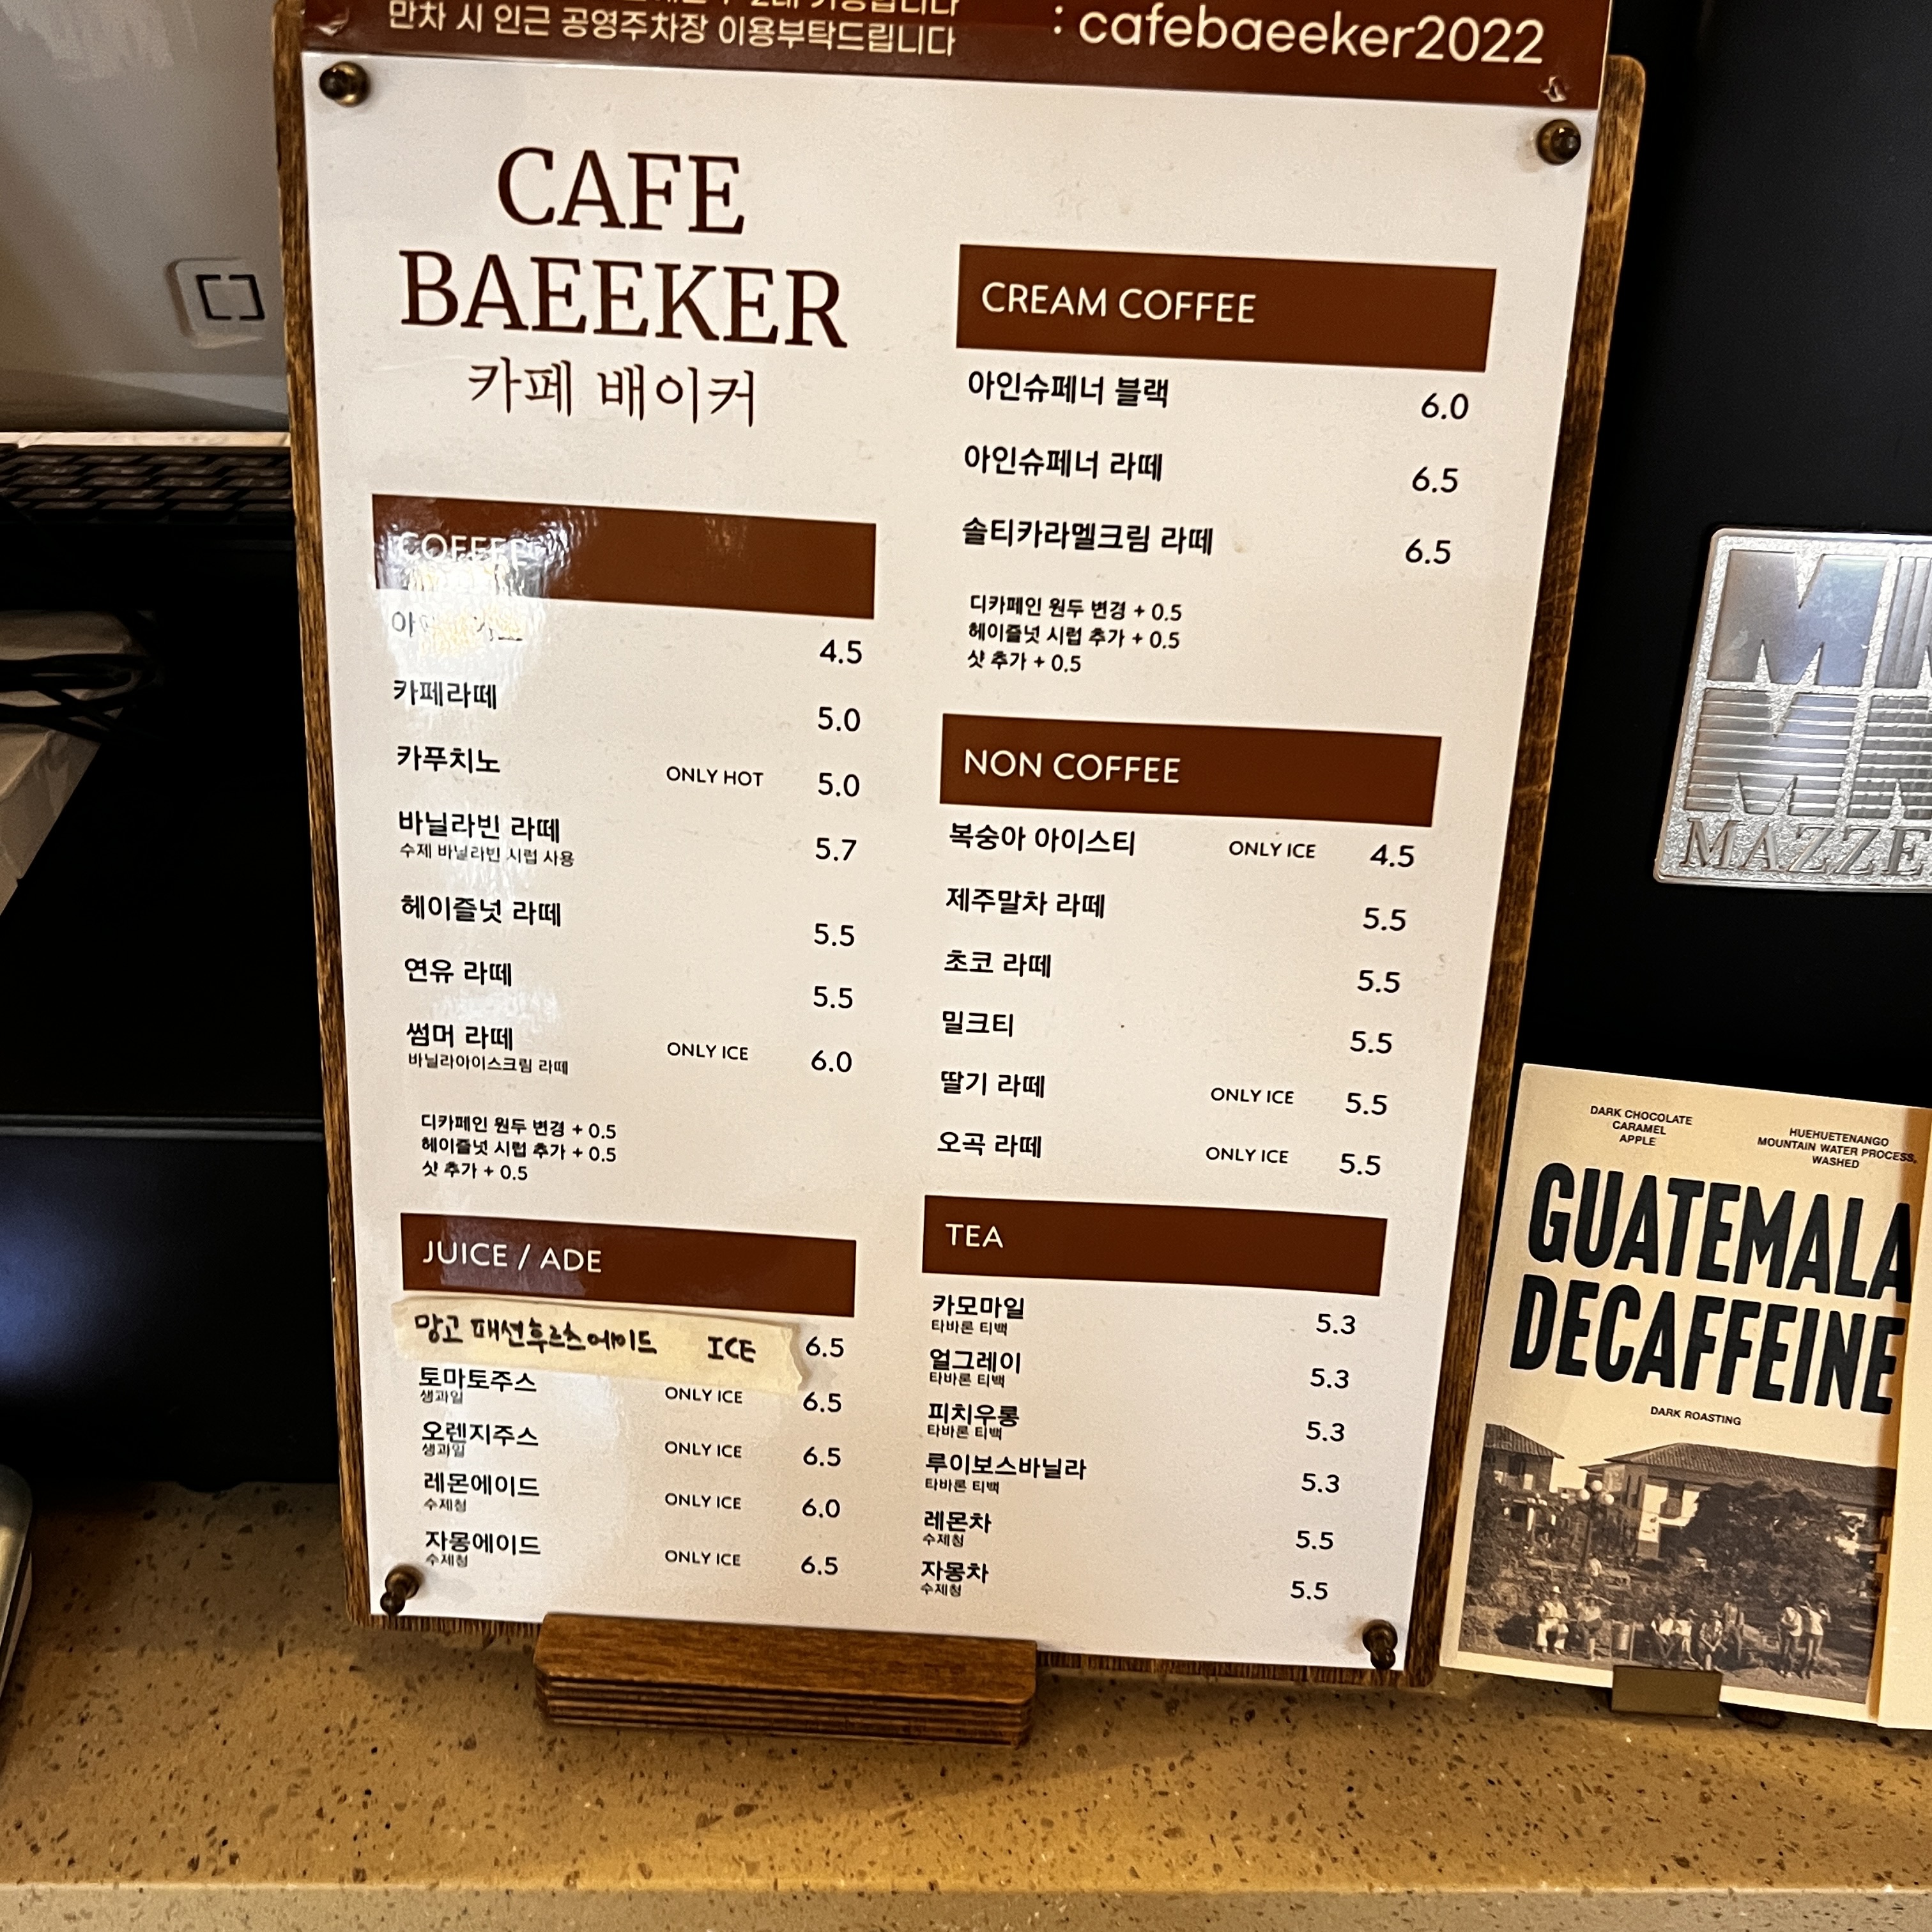 만차 시 인근 공영주차장 이용부탁드립니다
: cafebaeeker2022
CAFE
BAEEKER
카페 배이커
COFFEE
4.5
카페라떼 5.0
카푸치노 ONLY HOT 5.0
바닐라빈 라떼 5.7
수제 바닐라빈 시럽 사용
헤이즐넛 라떼 5.5
연유 라떼 5.5
썸머 라떼 ONLY ICE 6.0
바닐라아이스크림 라떼
디카페인 원두 변경 + 0.5
헤이즐넛 시럽 추가 + 0.5
샷 추가 + 0.5
JUICE / ADE
망고 패션후르츠에이드 ICE 6.5
토마토주스 ONLY ICE 6.5
생과일
오렌지주스 ONLY ICE 6.5
생과일
레몬에이드 ONLY ICE 6.0
수제청
자몽에이드 ONLY ICE 6.5
수제청
CREAM COFFEE
아인슈페너 블랙 6.0
아인슈페너 라떼 6.5
솔티카라멜크림 라떼 6.5
디카페인 원두 변경 + 0.5
헤이즐넛 시럽 추가 + 0.5
샷 추가 + 0.5
NON COFFEE
복숭아 아이스티 ONLY ICE 4.5
제주말차 라떼 5.5
초코 라떼 5.5
밀크티 5.5
딸기 라떼 ONLY ICE 5.5
오곡 라떼 ONLY ICE 5.5
TEA
카모마일 5.3
타바론 티백
얼그레이 5.3
타바론 티백
피치우롱 5.3
타바론 티백
루이보스바닐라 5.3
타바론 티백
레몬차 5.5
수제청
자몽차 5.5
수제청
DARK CHOCOLATE
CARAMEL
APPLE
HUEHUETENANGO
MOUNTAIN WATER PROCESS,
WASHED
GUATEMALA
DECAFFEINE
DARK ROASTING
MAZZE